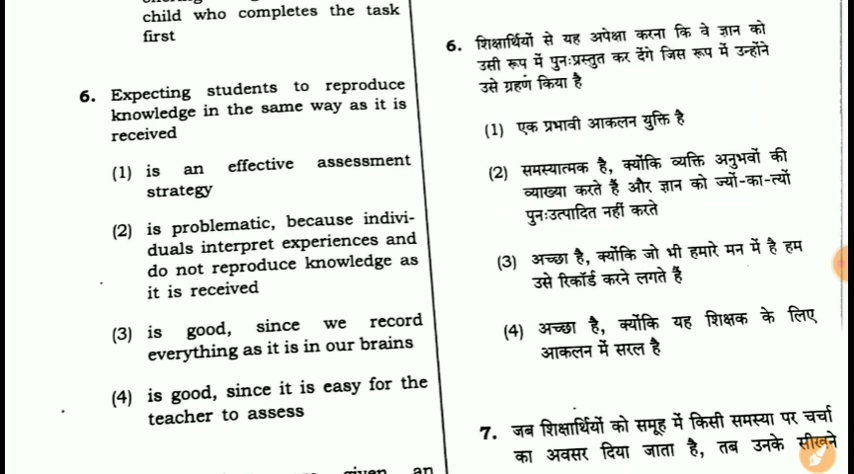 child who completes the task
first
6. Expecting students to reproduce
knowledge in the same way as it is
received
(1) is an effective assessment
strategy
(2) is problematic, because indivi-
duals interpret experiences and
do not reproduce knowledge as
it is received
(3) is good, since we record
everything as it is in our brains
(4) is good, since it is easy for the
teacher to assess
given an
6. शिक्षार्थियों से यह अपेक्षा करना कि वे ज्ञान को
उसी रूप में पुनःप्रस्तुत कर देंगे जिस रूप में उन्होंने
उसे ग्रहण किया है
(1) एक प्रभावी आकलन युक्ति है
(2) समस्यात्मक है, क्योंकि व्यक्ति अनुभवों की
व्याख्या करते हैं और ज्ञान को ज्यों-का-त्यों
पुनःउत्पादित नहीं करते
(3) अच्छा है, क्योंकि जो भी हमारे मन में है हम
उसे रिकॉर्ड करने लगते हैं
(4) अच्छा है, क्योंकि यह शिक्षक के लिए
आकलन में सरल है
7. जब शिक्षार्थियों को समूह में किसी समस्या पर चर्चा
का अवसर दिया जाता है, तब उनके सीखने